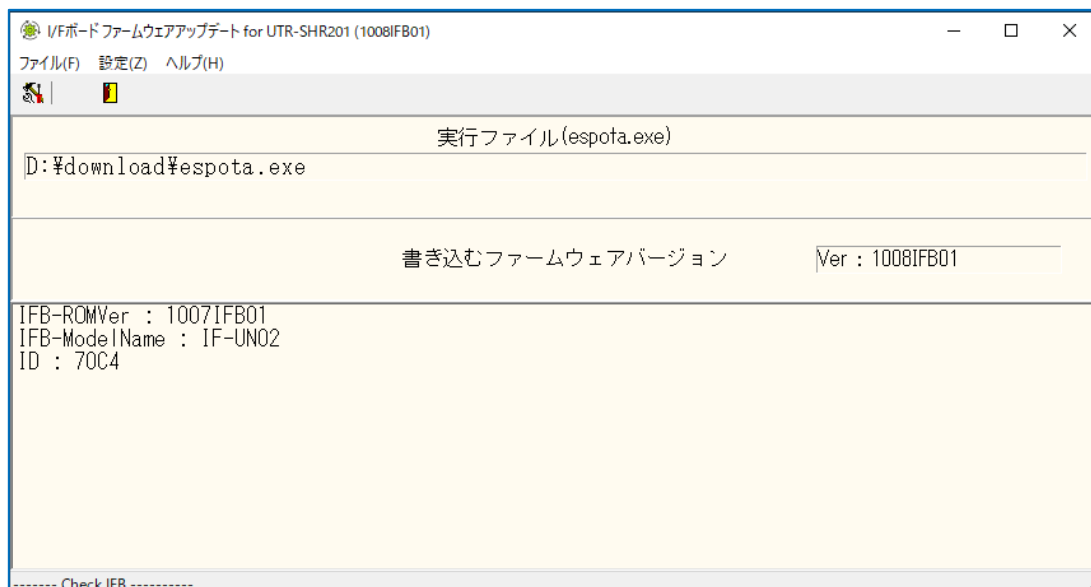 I/Fボードファームウェアアップデート for UTR-SHR201 (1008IFB01)
ファイル(F) 設定(Z) ヘルプ(H)
実行ファイル(espota.exe)
D:¥download¥espota.exe
書き込むファームウェアバージョン Ver : 1008IFB01
IFB-ROMVer : 1007IFB01
IFB-ModelName : IF-UN02
ID : 70C4
------- Check IFB ----------